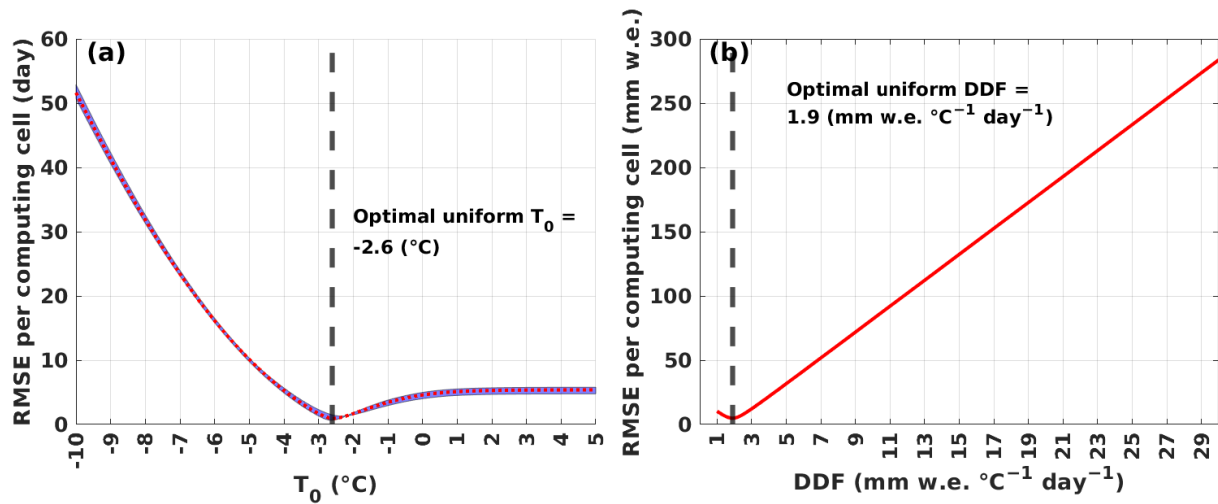 (a)
RMSE per computing cell (day)
60
50
40
30
20
10
0
Optimal uniform T₀ =
-2.6 (°C)
-10 -9 -8 -7 -6 -5 -4 -3 -2 -1 0 1 2 3 4 5
T₀ (°C)
(b)
RMSE per computing cell (mm w.e.)
300
250
200
150
100
50
0
Optimal uniform DDF =
1.9 (mm w.e. °C⁻¹ day⁻¹)
1 3 5 7 9 11 13 15 17 19 21 23 25 27 29
DDF (mm w.e. °C⁻¹ day⁻¹)